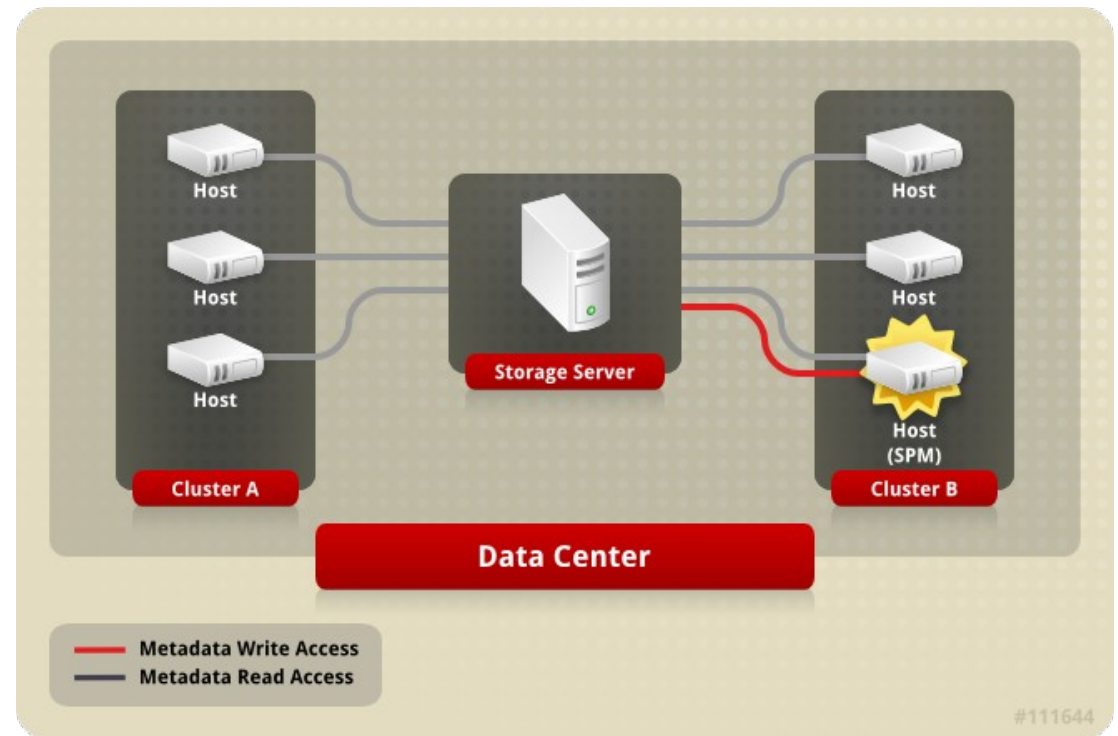 Host
Host
Host
Cluster A
Storage Server
Host
Host
Host
(SPM)
Cluster B
Data Center
Metadata Write Access
Metadata Read Access
#111644